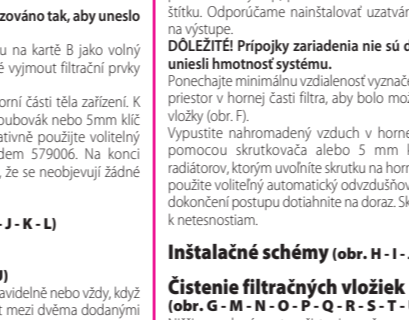 zováno tak, aby uneslo
u na kartě B jako volný
é vyjmout filtrační prvky
orní části těla zařízení. K
oubovák nebo 5mm klíč
ativně použijte volitelný
dem 579006. Na konci
, že se neobjevují žádné
- J - K - L)
J)
avidelně nebo vždy, když
t mezi dvěma dodanými
štítku. Odporúčame nainštalovať uzatvár
na výstupe.
DÔLEŽITÉ! Prípojky zariadenia nie sú d
uniesli hmotnosť systému.
Ponechajte minimálnu vzdialenosť vyznače
priestor v hornej časti filtra, aby bolo mož
vložky (obr. F).
Vypustite nahromadený vzduch v horne
pomocou skrutkovača alebo 5 mm k
radiátorov, ktorým uvoľníte skrutku na horn
použite voliteľný automatický odvzdušňov
dokončení postupu dotiahnite na doraz. Sk
k netesnostiam.
Inštalačné schémy (obr. H - I - J
Čistenie filtračných vložiek
(obr. G - M - N - O - P - Q - R - S - T - U